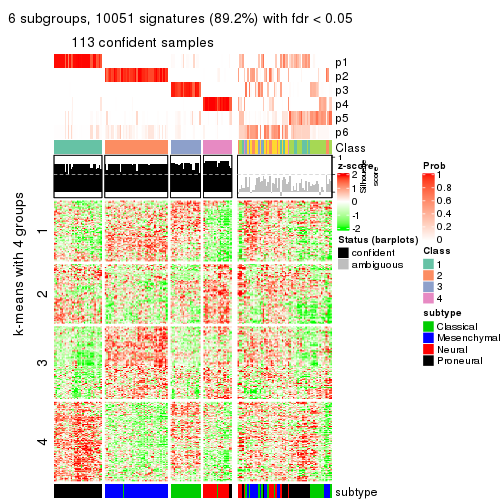 6 subgroups, 10051 signatures (89.2%) with fdr < 0.05
113 confident samples
p1
p2
p3
p4
p5
p6
Class
1
z-score
2
1
0
-1
-2
Silhouette
score
Prob
1
0.8
0.6
0.4
0.2
0
Status (barplots)
confident
ambiguous
Class
1
2
3
4
subtype
Classical
Mesenchymal
Neural
Proneural
k-means with 4 groups
1
2
3
4
subtype